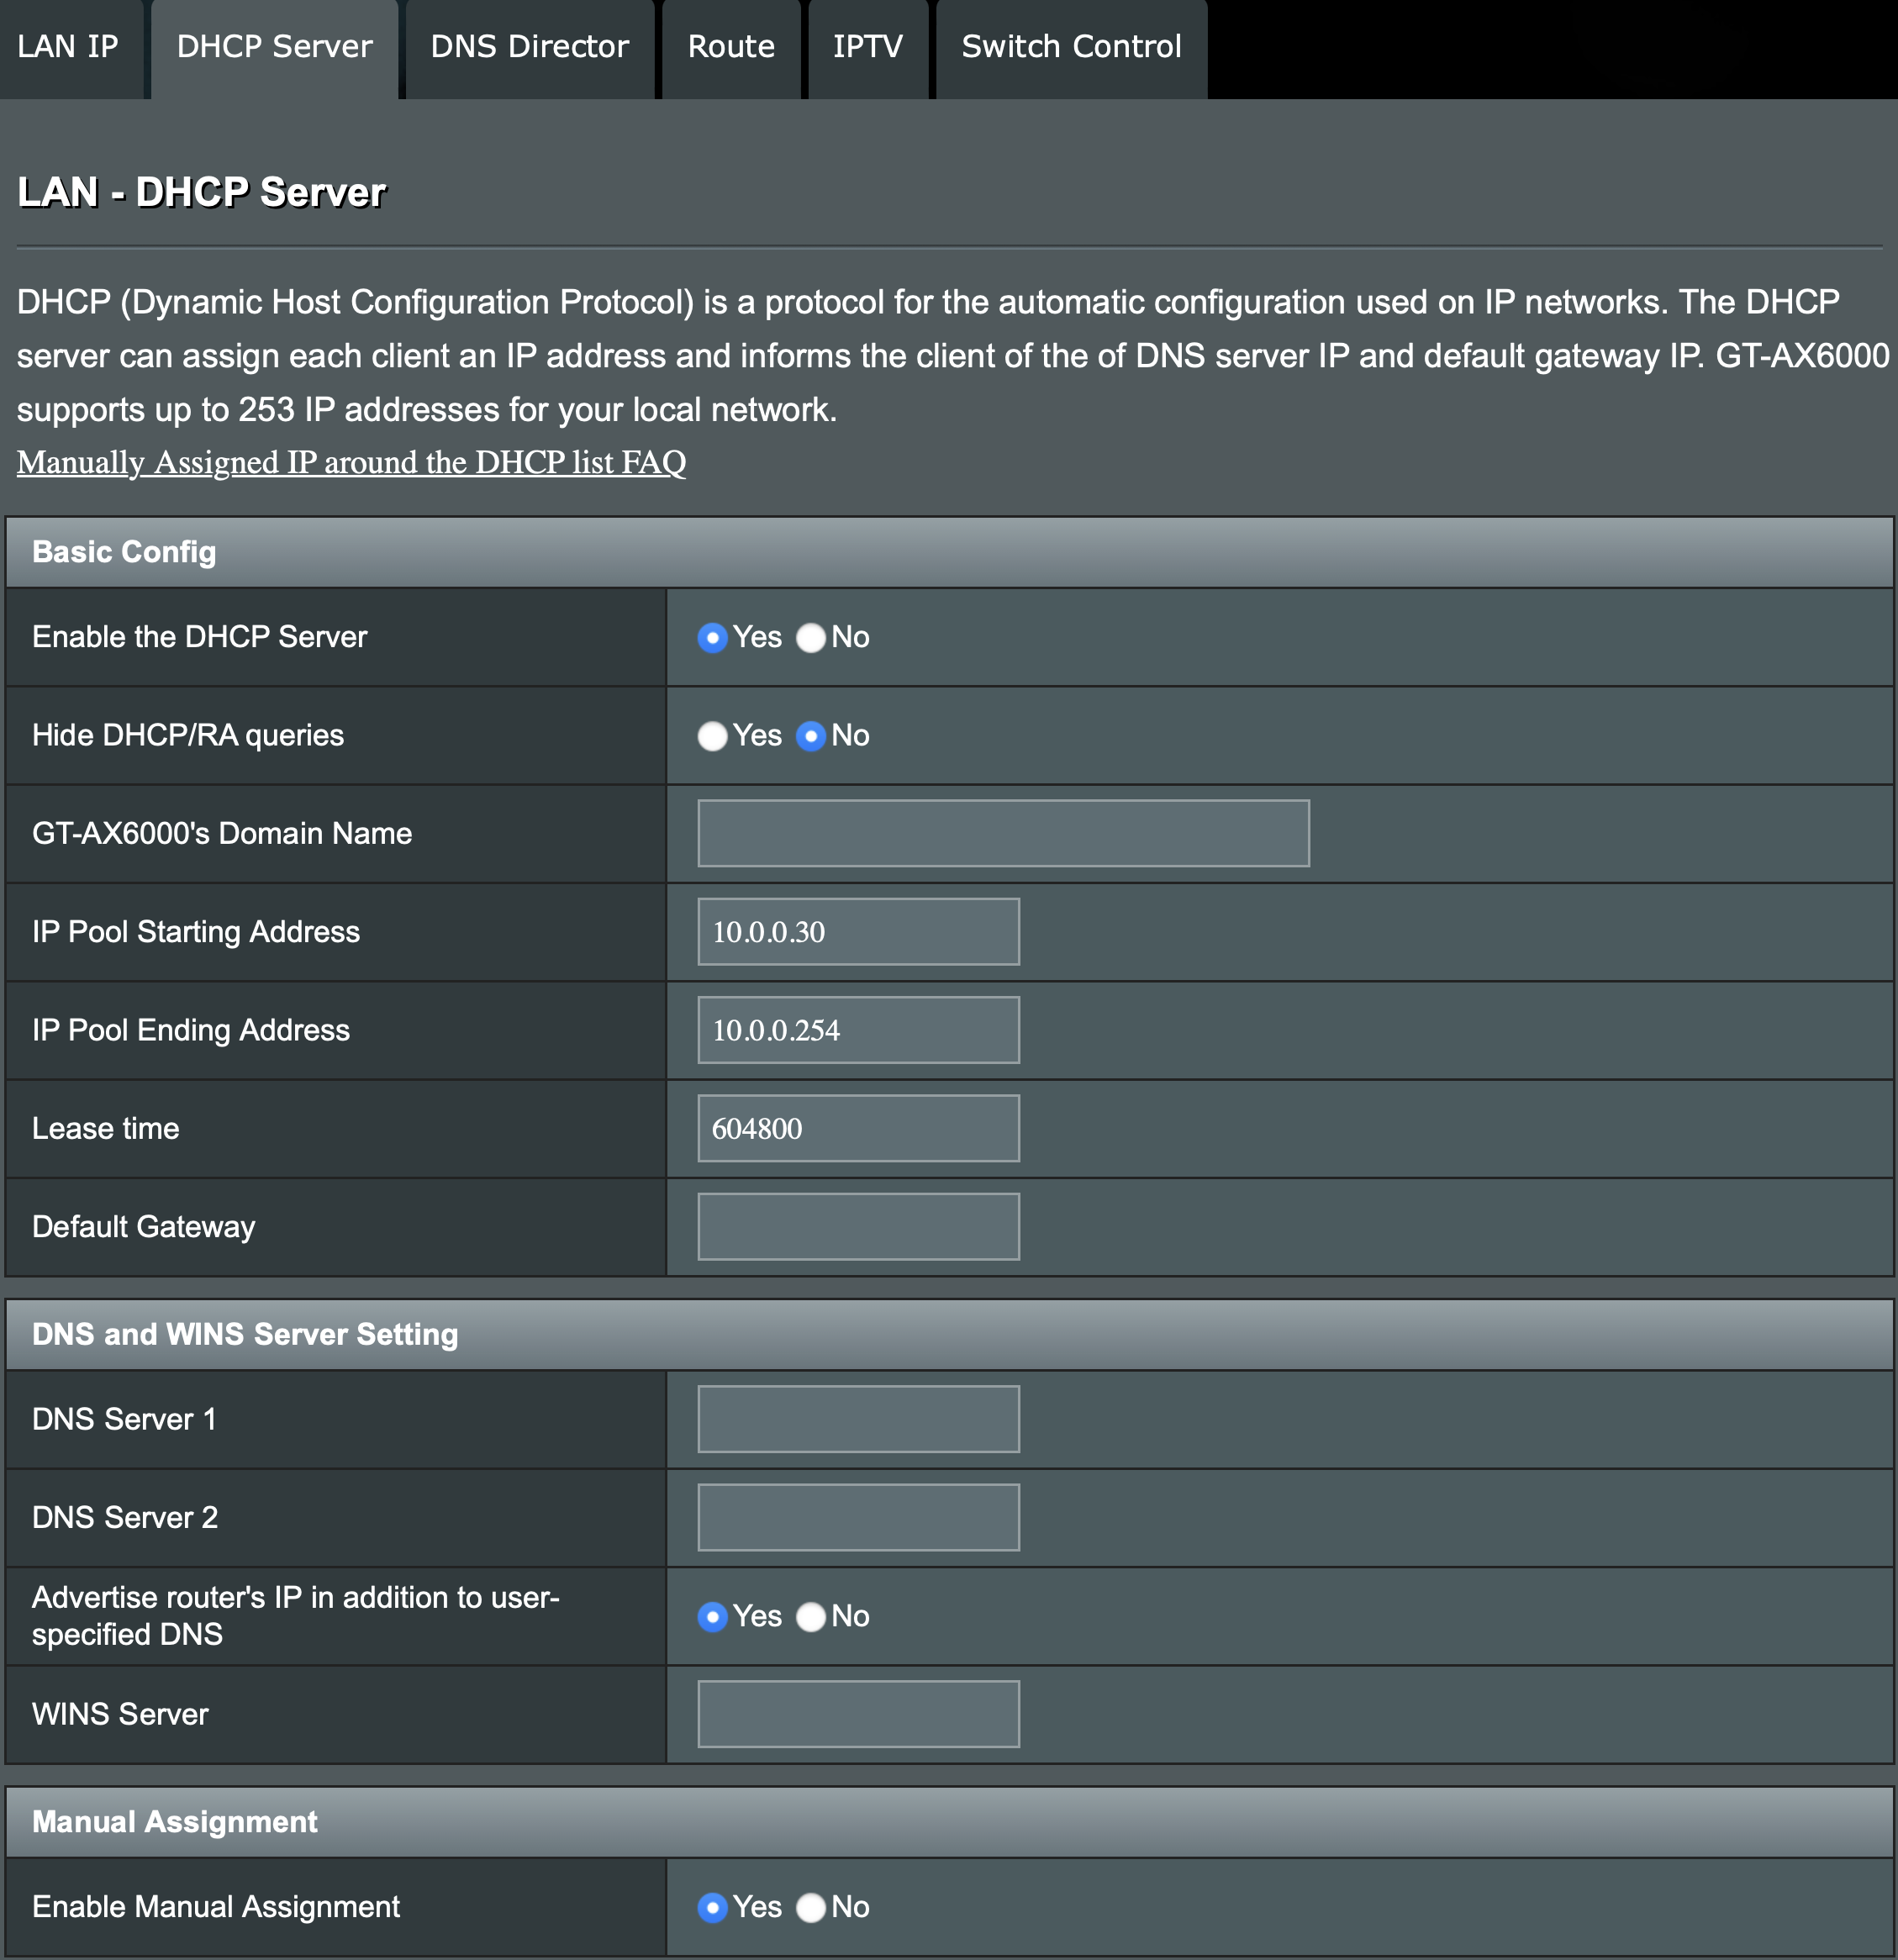 LAN IP DHCP Server DNS Director Route IPTV Switch Control
LAN - DHCP Server
DHCP (Dynamic Host Configuration Protocol) is a protocol for the automatic configuration used on IP networks. The DHCP
server can assign each client an IP address and informs the client of the of DNS server IP and default gateway IP. GT-AX6000
supports up to 253 IP addresses for your local network.
Manually Assigned IP around the DHCP list FAQ
Basic Config
Enable the DHCP Server Yes No
Hide DHCP/RA queries Yes No
GT-AX6000's Domain Name
IP Pool Starting Address 10.0.0.30
IP Pool Ending Address 10.0.0.254
Lease time 604800
Default Gateway
DNS and WINS Server Setting
DNS Server 1
DNS Server 2
Advertise router's IP in addition to user-
specified DNS Yes No
WINS Server
Manual Assignment
Enable Manual Assignment Yes No